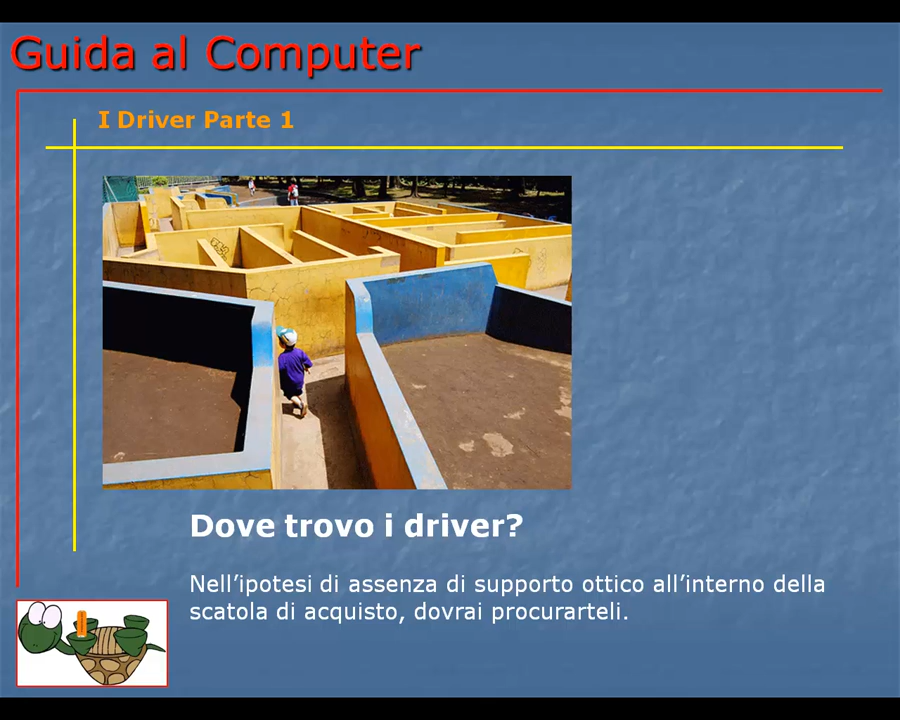 Guida al Computer
I Driver Parte 1
Dove trovo i driver?
Nell’ipotesi di assenza di supporto ottico all’interno della
scatola di acquisto, dovrai procurarteli.